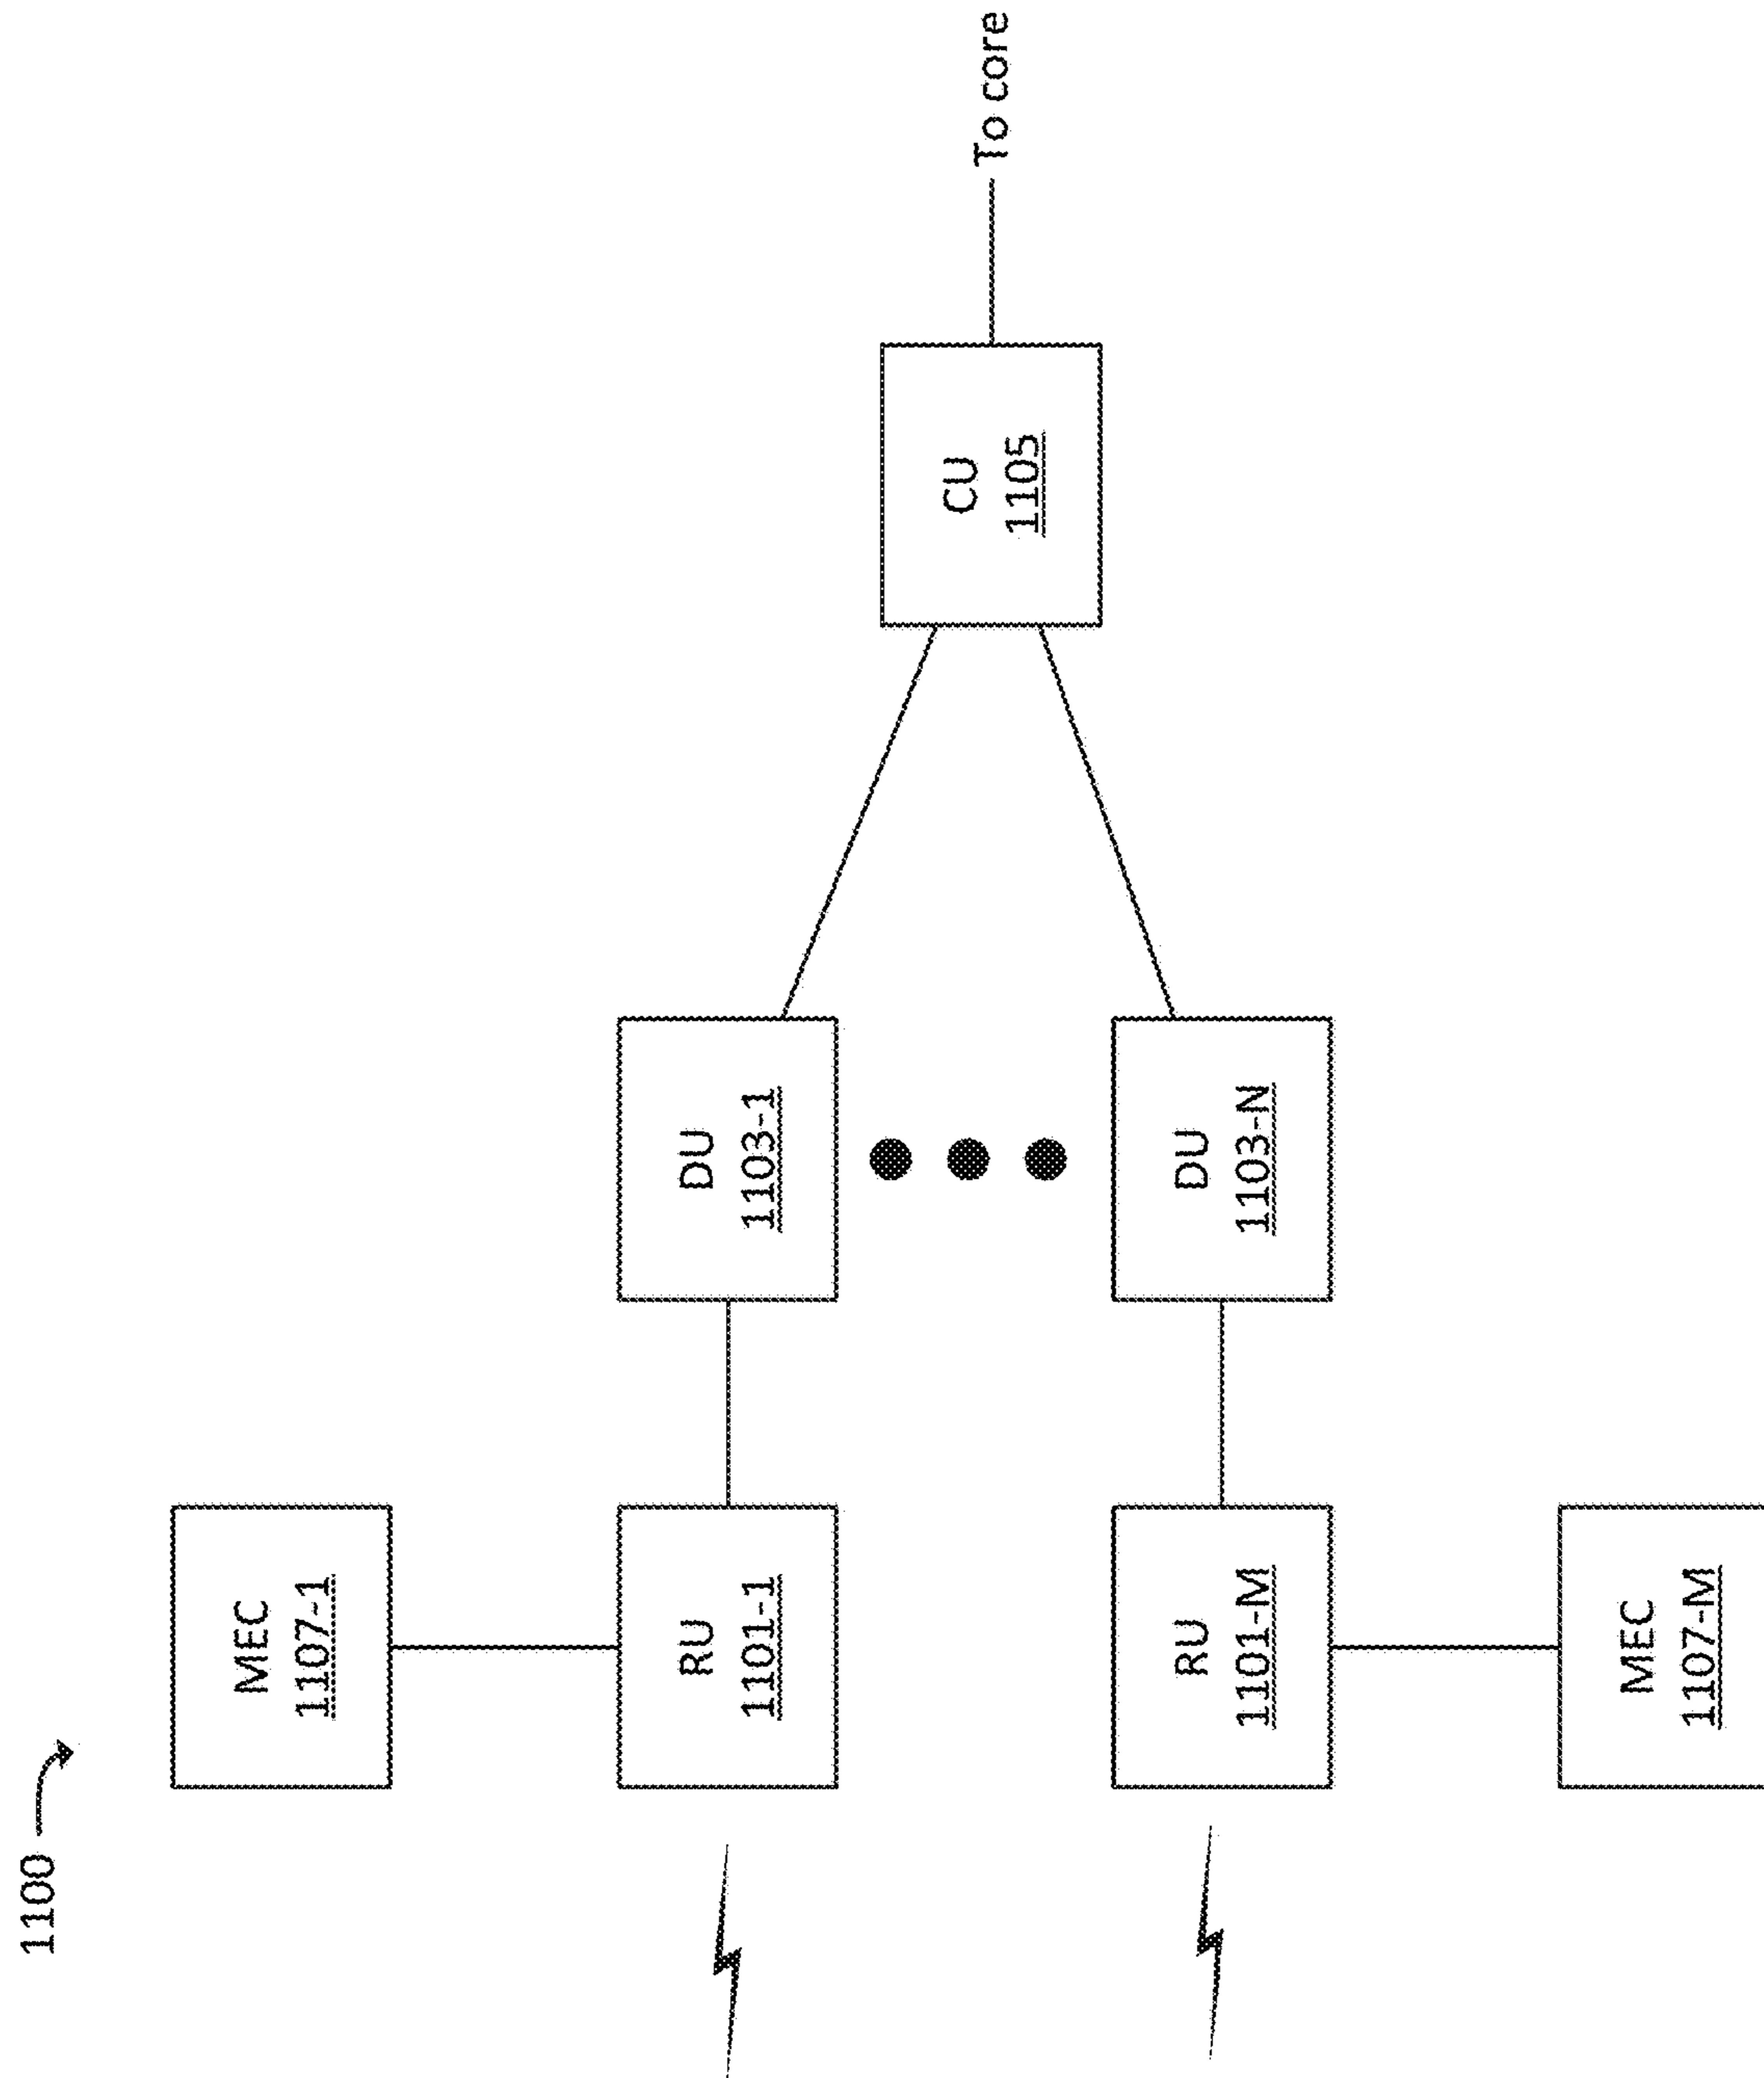 1100
MEC
1107-1
RU
1101-1
DU
1103-1
CU
1105
To core
RU
1101-M
DU
1103-N
MEC
1107-M